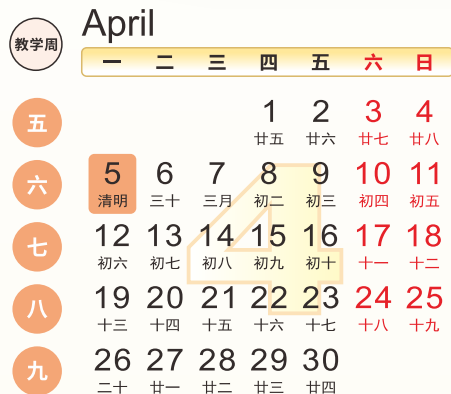 April
教学周 一 二 三 四 五 六 日
五 1 2 3 4
廿五 廿六 廿七 廿八
六 5 6 7 8 9 10 11
清明 三十 三月 初二 初三 初四 初五
七 12 13 14 15 16 17 18
初六 初七 初八 初九 初十 十一 十二
八 19 20 21 22 23 24 25
十三 十四 十五 十六 十七 十八 十九
九 26 27 28 29 30
二十 廿一 廿二 廿三 廿四
4